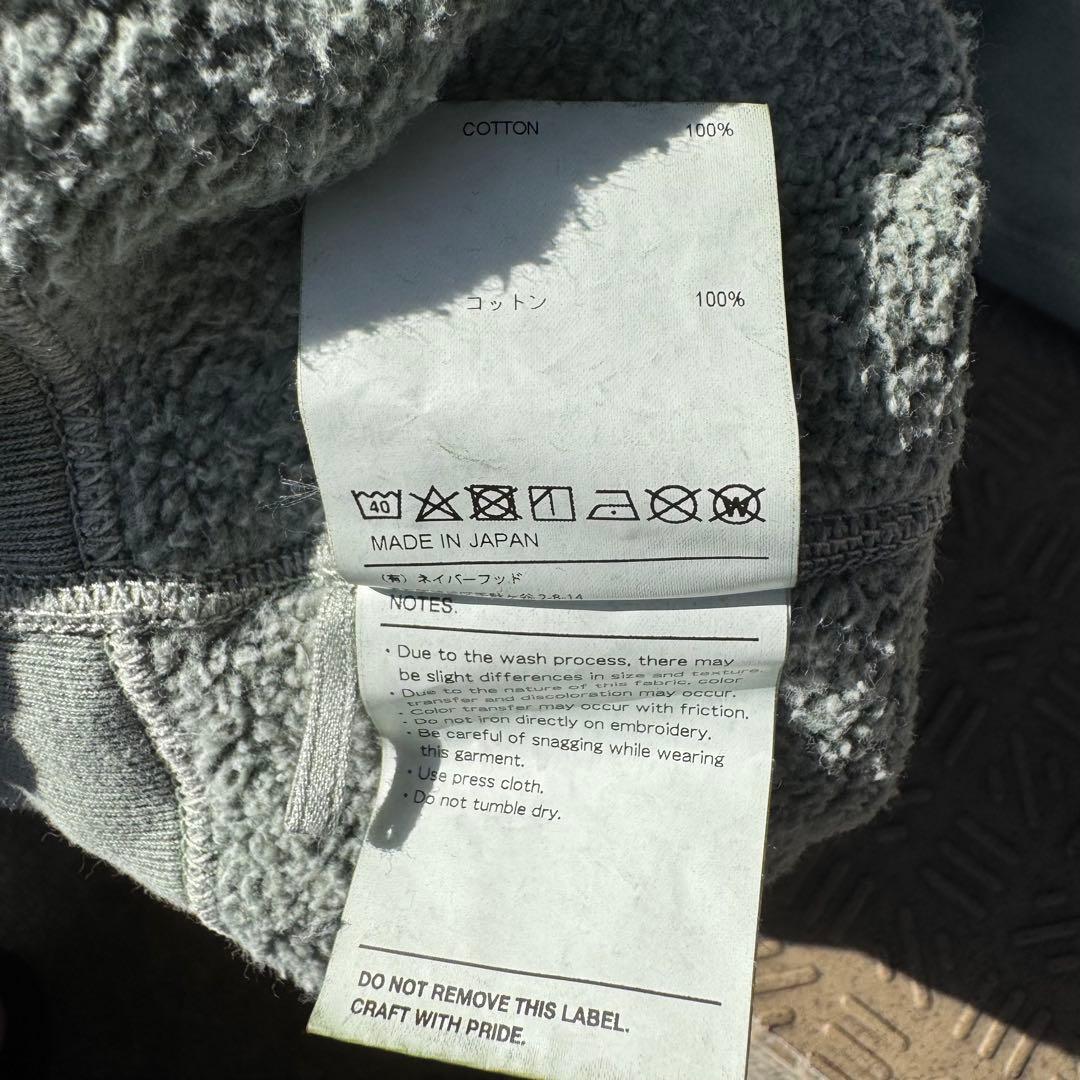 COTTON 100%
コットン 100%
40
W
MADE IN JAPAN
(有) ネイバーフッド
2-8-14
NOTES.
・Due to the wash process, there may
be slight differences in size and texture.
・Due to the nature of this fabric, color
transfer and discoloration may occur.
・Color transfer may occur with friction.
・Do not iron directly on embroidery.
・Be careful of snagging while wearing
this garment.
・Use press cloth.
・Do not tumble dry.
DO NOT REMOVE THIS LABEL.
CRAFT WITH PRIDE.